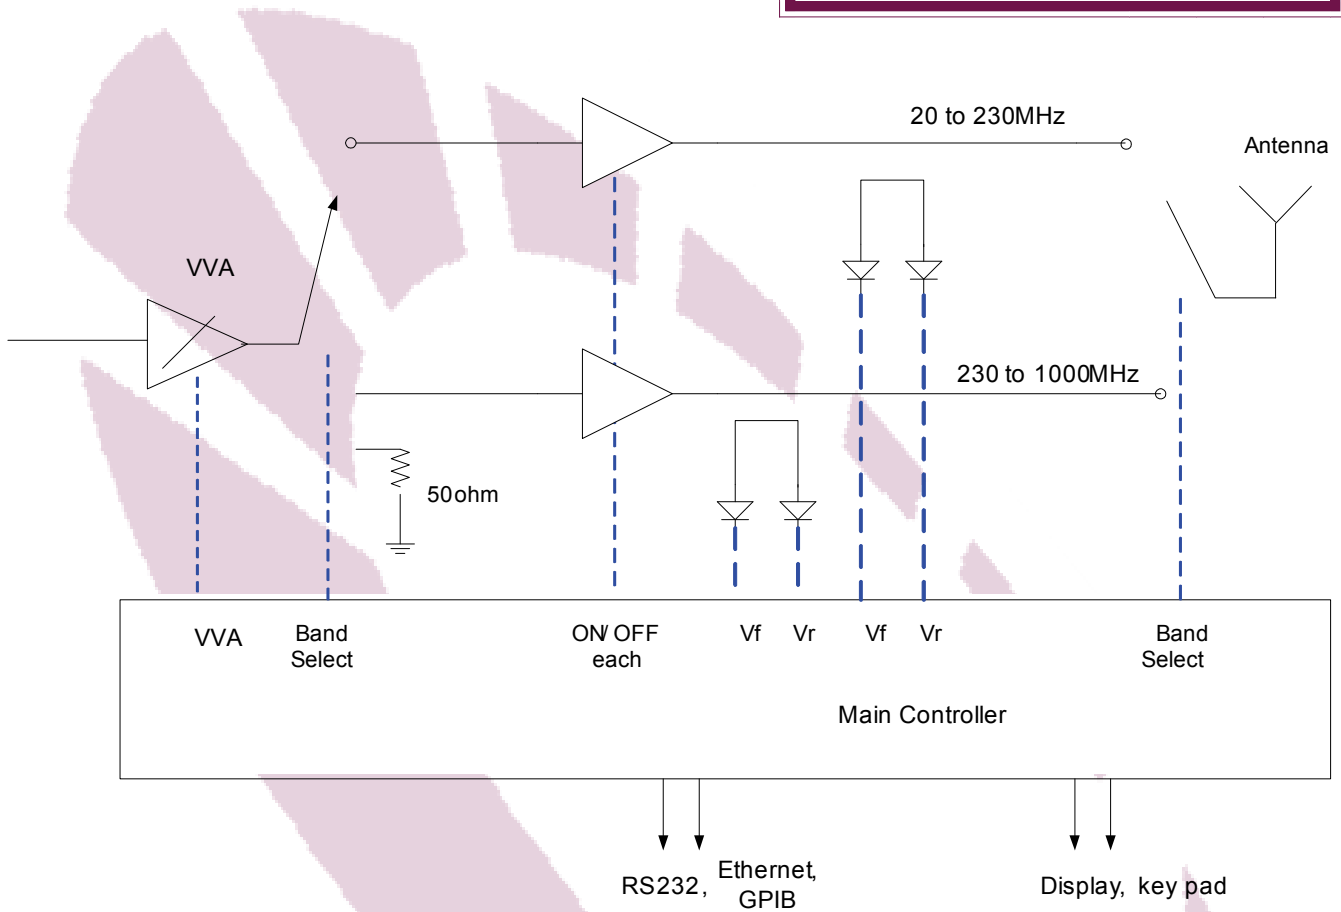 20 to 230MHz
Antenna
VVA
230 to 1000MHz
50ohm
VVA
Band
Select
ON/OFF
each
Vf
Vr
Vf
Vr
Band
Select
Main Controller
RS232,
Ethernet,
GPIB
Display, key pad